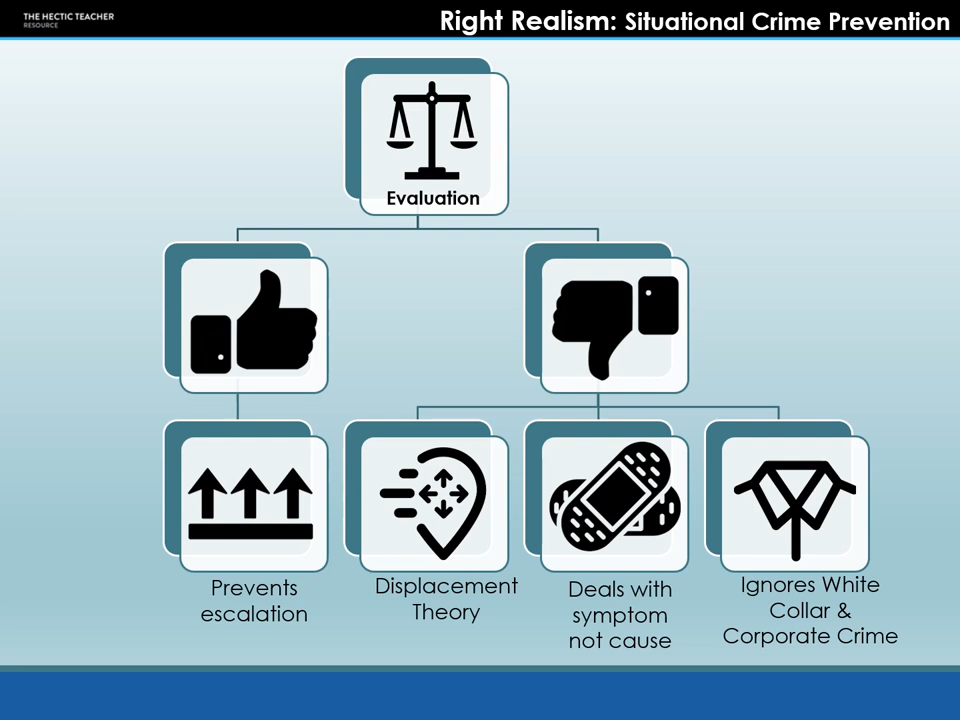 THE HECTIC TEACHER
RESOURCE
Right Realism: Situational Crime Prevention
Evaluation
Prevents
escalation
Displacement
Theory
Deals with
symptom
not cause
Ignores White
Collar &
Corporate Crime